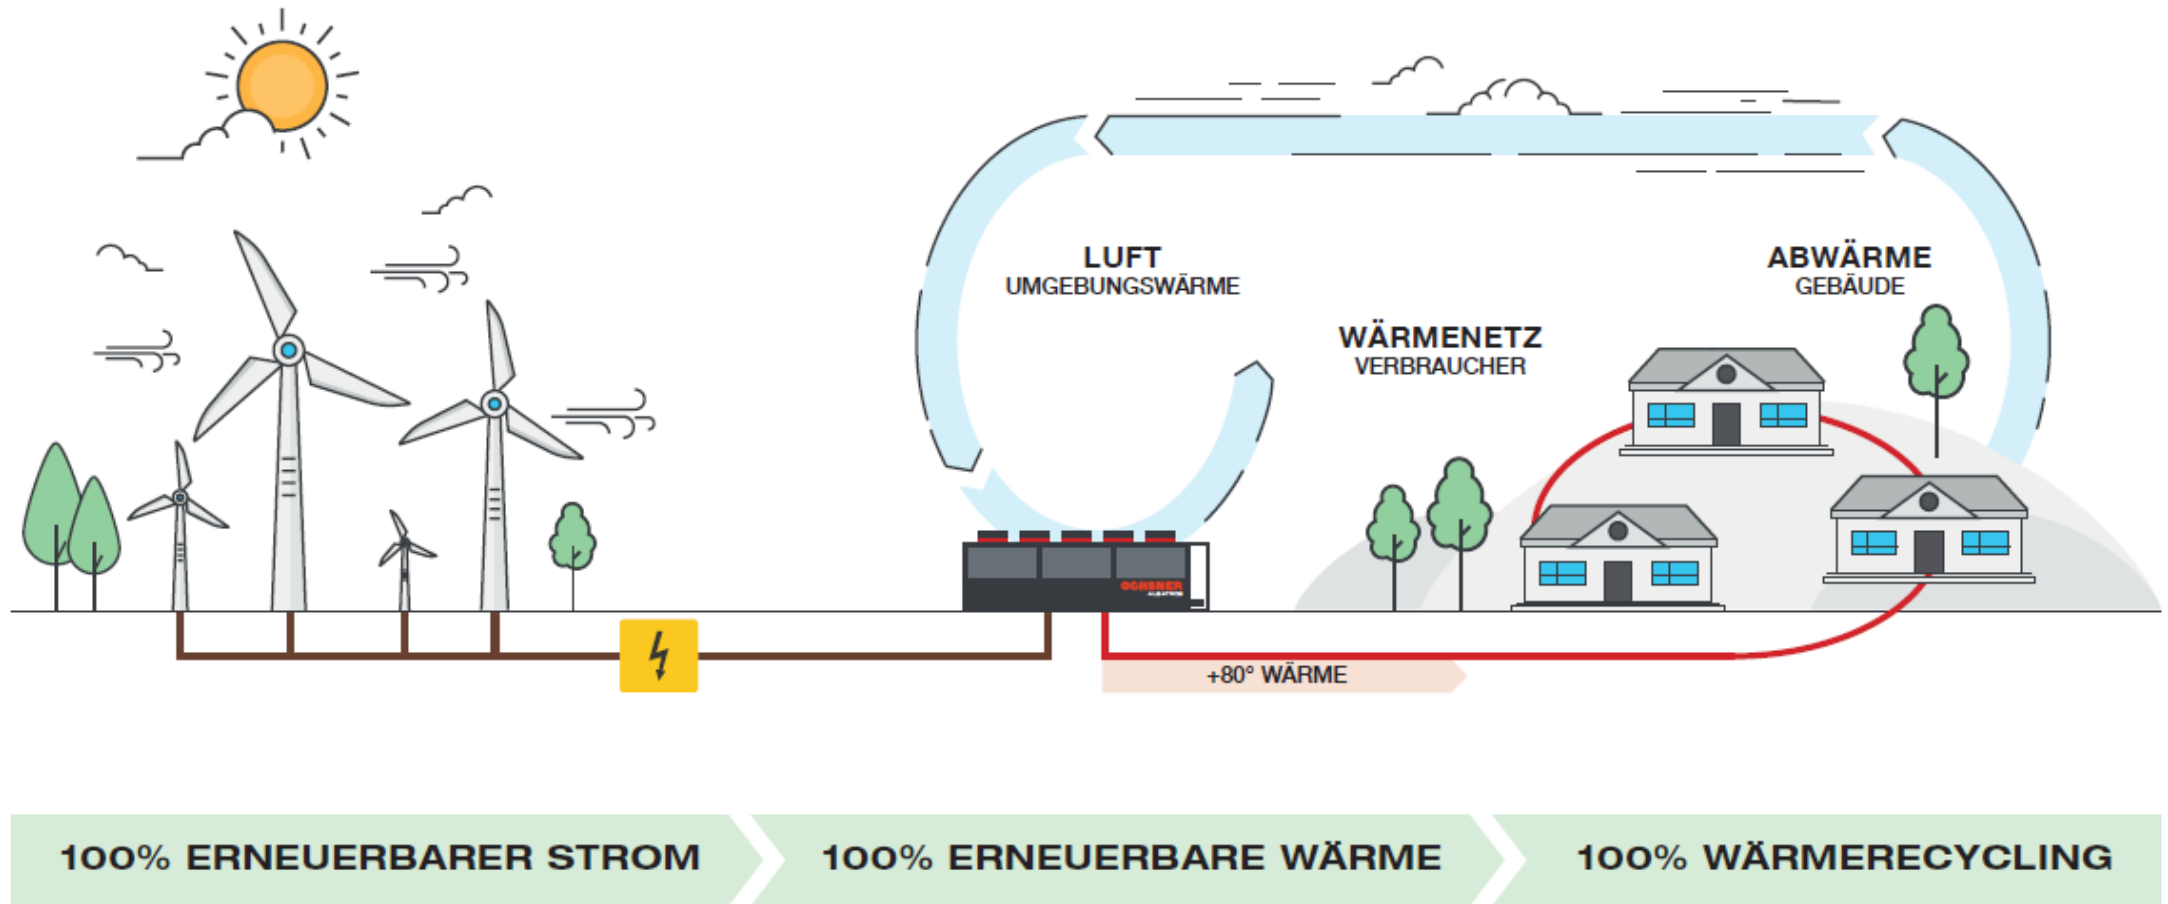 LUFT
UMGEBUNGSWÄRME
ABWÄRME
GEBÄUDE
WÄRMENETZ
VERBRAUCHER
OCHSNER
+80° WÄRME
100% ERNEUERBARER STROM
100% ERNEUERBARE WÄRME
100% WÄRMERECYCLING